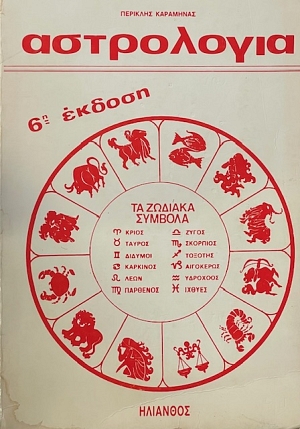 ΠΕΡΙΚΛΗΣ ΚΑΡΑΜΗΝΑΣ
αστρολογια
6η έκδοση
ΤΑ ΖΩΔΙΑΚΑ
ΣΥΜΒΟΛΑ
♈ ΚΡΙΟΣ ♎ ΖΥΓΟΣ
♉ ΤΑΥΡΟΣ ♏ ΣΚΟΡΠΙΟΣ
♊ ΔΙΔΥΜΟΙ ♐ ΤΟΞΟΤΗΣ
♋ ΚΑΡΚΙΝΟΣ ♑ ΑΙΓΟΚΕΡΩΣ
♌ ΛΕΩΝ ♒ ΥΔΡΟΧΟΟΣ
♍ ΠΑΡΘΕΝΟΣ ♓ ΙΧΘΥΕΣ
ΗΛΙΑΝΘΟΣ